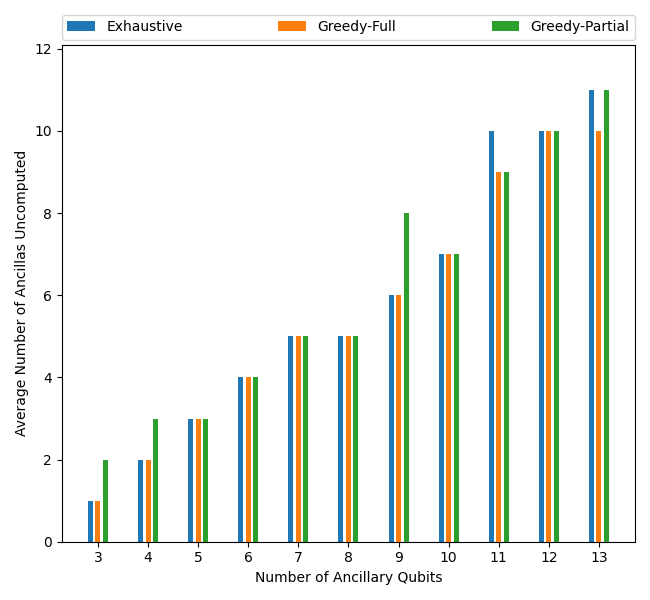 Exhaustive Greedy-Full Greedy-Partial
12
10
8
6
4
2
0
Average Number of Ancillas Uncomputed
3 4 5 6 7 8 9 10 11 12 13
Number of Ancillary Qubits